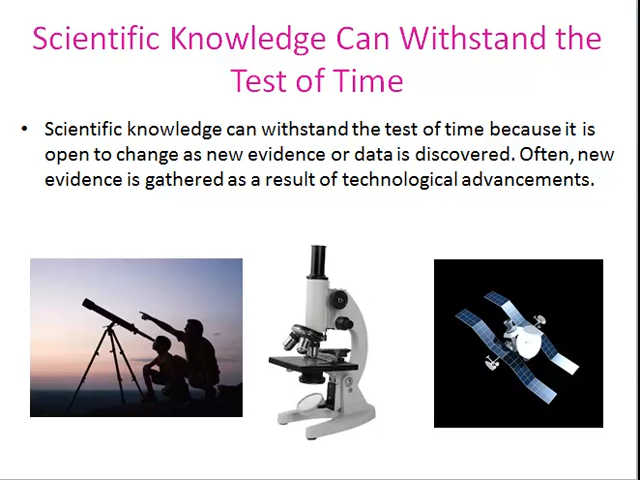 Scientific Knowledge Can Withstand the
Test of Time
• Scientific knowledge can withstand the test of time because it is
open to change as new evidence or data is discovered. Often, new
evidence is gathered as a result of technological advancements.